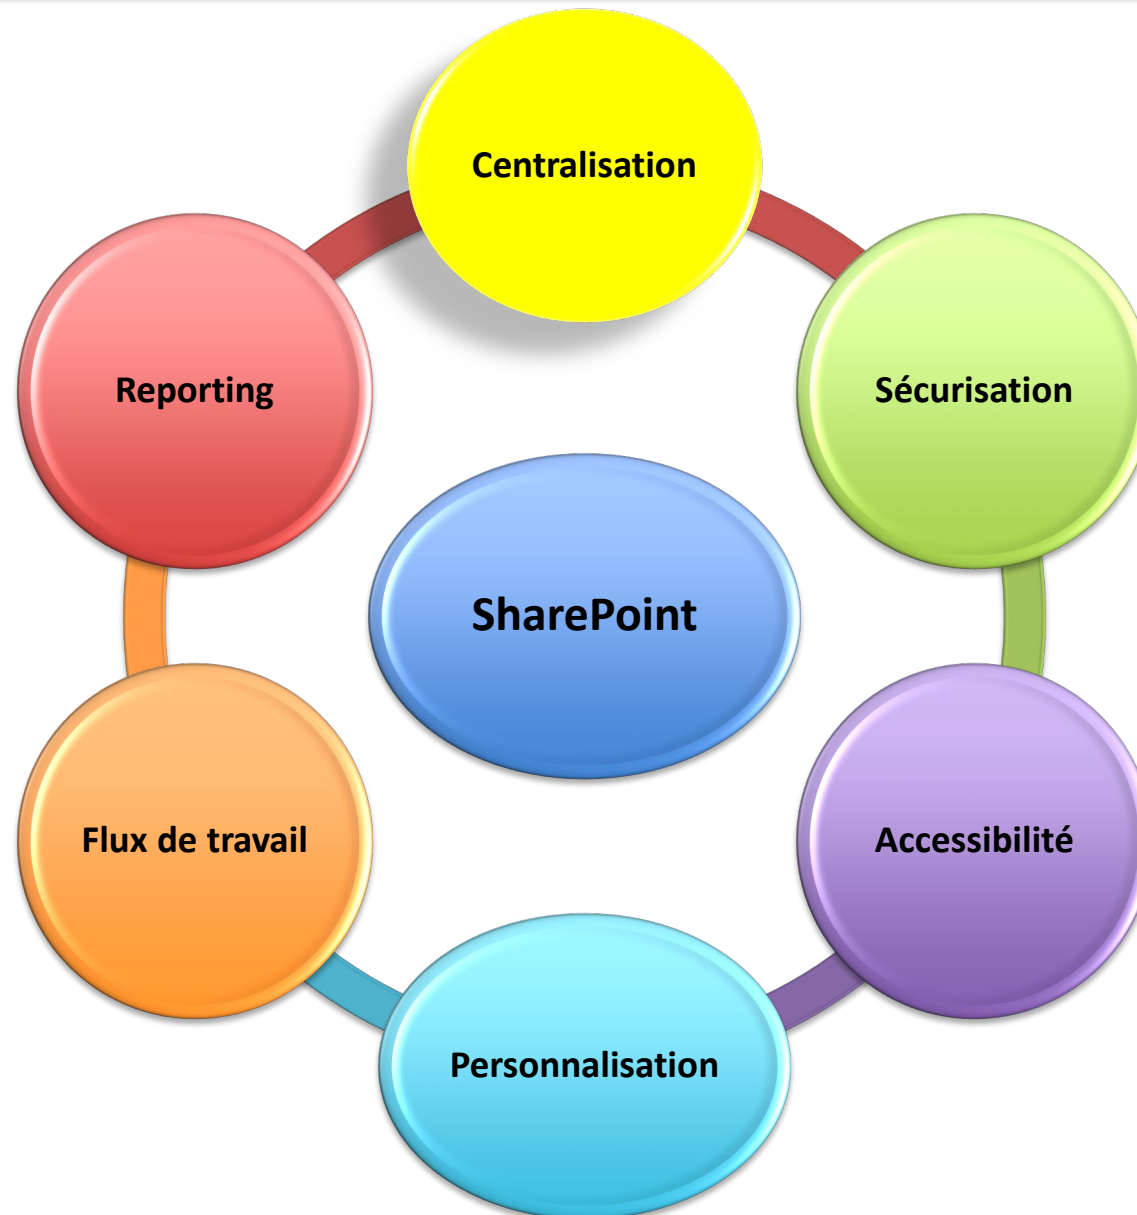 Centralisation
Reporting
Sécurisation
SharePoint
Flux de travail
Accessibilité
Personnalisation